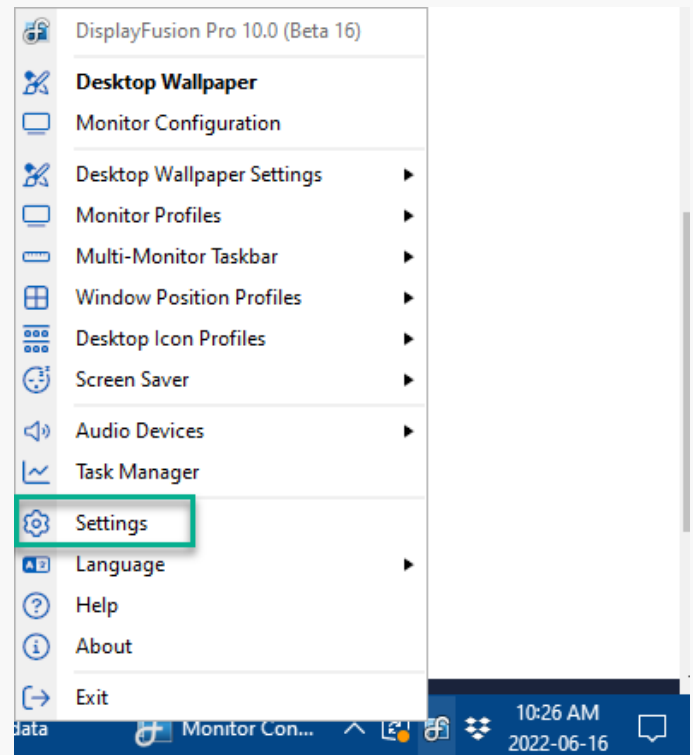 DisplayFusion Pro 10.0 (Beta 16)
Desktop Wallpaper
Monitor Configuration
Desktop Wallpaper Settings
Monitor Profiles
Multi-Monitor Taskbar
Window Position Profiles
Desktop Icon Profiles
Screen Saver
Audio Devices
Task Manager
Settings
Language
Help
About
Exit
data
Monitor Con...
10:26 AM
2022-06-16